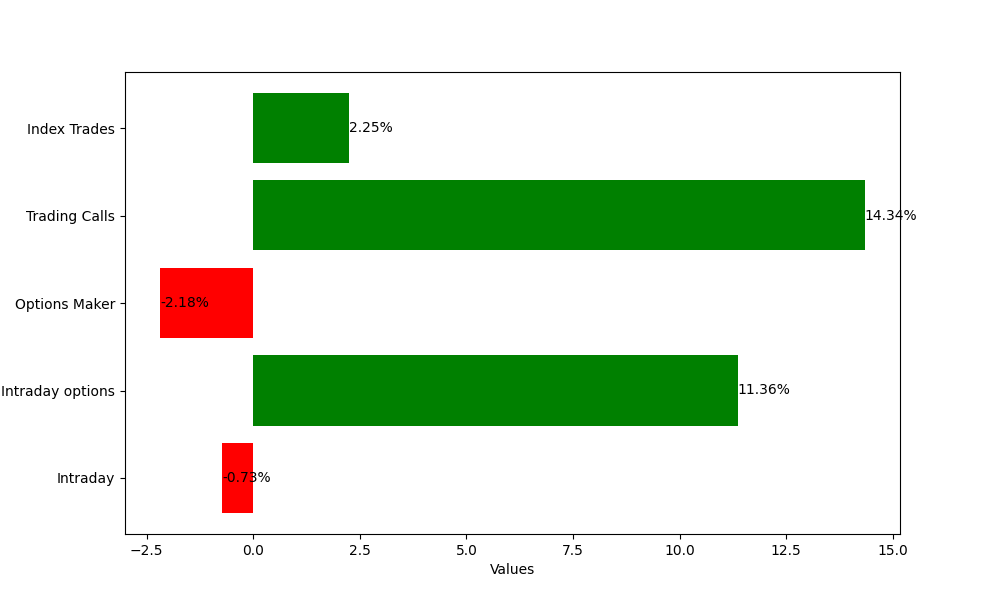 Index Trades
2.25%
Trading Calls
14.34%
Options Maker
-2.18%
Intraday options
11.36%
Intraday
-0.73%
−2.5 0.0 2.5 5.0 7.5 10.0 12.5 15.0
Values